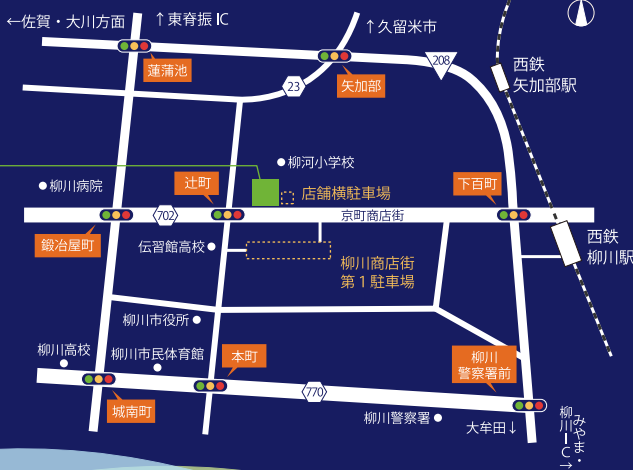 ←佐賀・大川方面
↑東脊振IC
↑久留米市
蓮蒲池
矢加部
208
23
西鉄
矢加部駅
柳河小学校
柳川病院
辻町
店舗横駐車場
下百町
702
京町商店街
鍛冶屋町
伝習館高校
西鉄
柳川駅
柳川商店街
第1駐車場
柳川市役所
柳川高校
柳川市民体育館
本町
柳川
警察署前
770
城南町
柳川警察署
大牟田↓
みやま・
柳川IC→